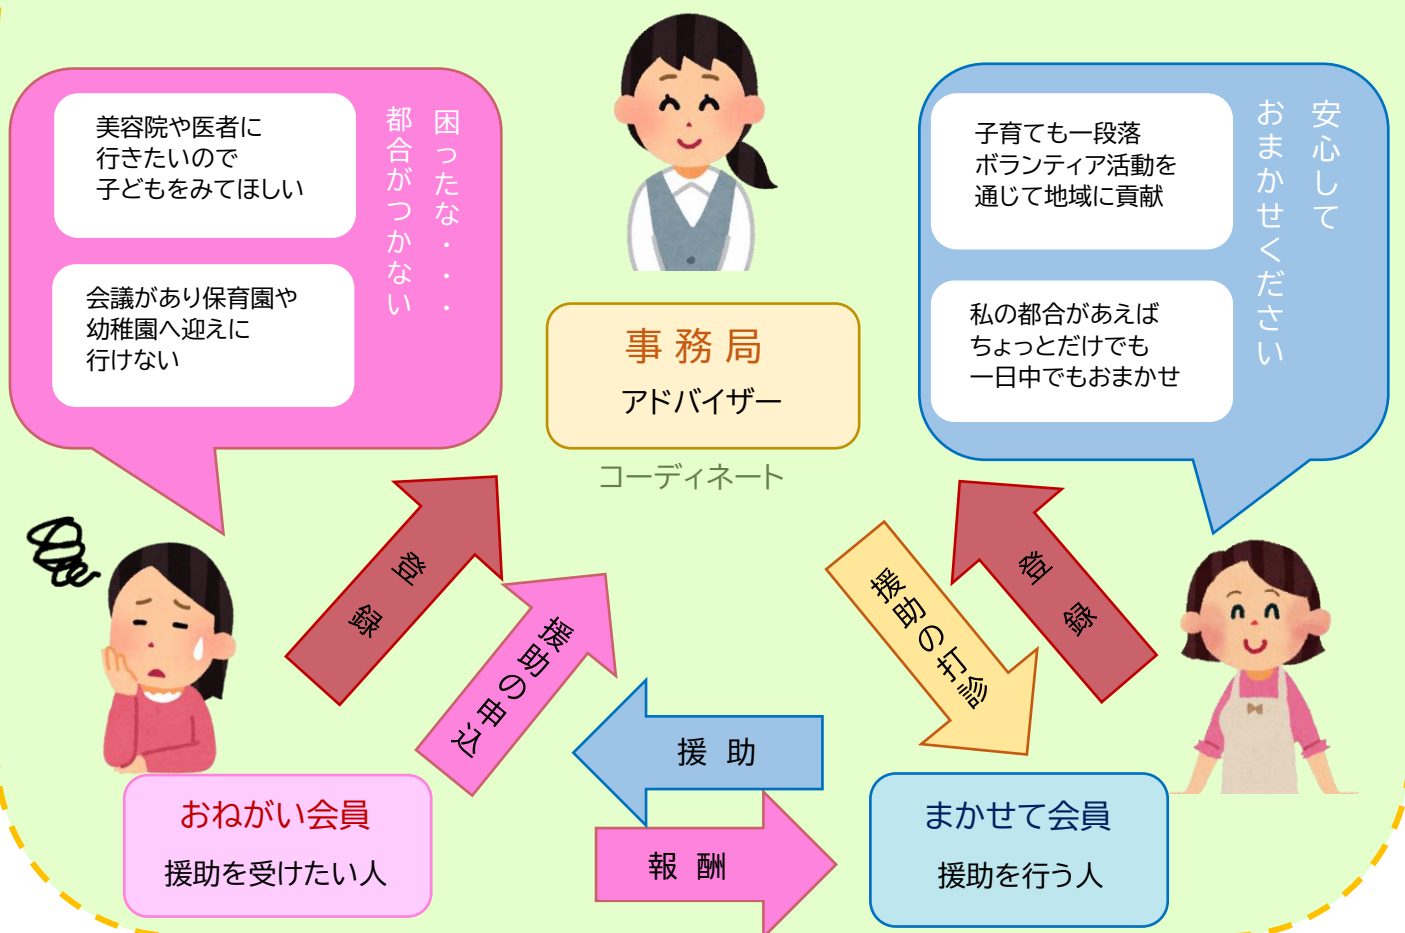 困ったな・・・
都合がつかない
美容院や医者に
行きたいので
子どもをみてほしい
会議があり保育園や
幼稚園へ迎えに
行けない
事務局
アドバイザー
コーディネート
安心して
おまかせください
子育ても一段落
ボランティア活動を
通じて地域に貢献
私の都合があえば
ちょっとだけでも
一日中でもおまかせ
登録
援助の申込
援助の打診
登録
援助
報酬
おねがい会員
援助を受けたい人
まかせて会員
援助を行う人